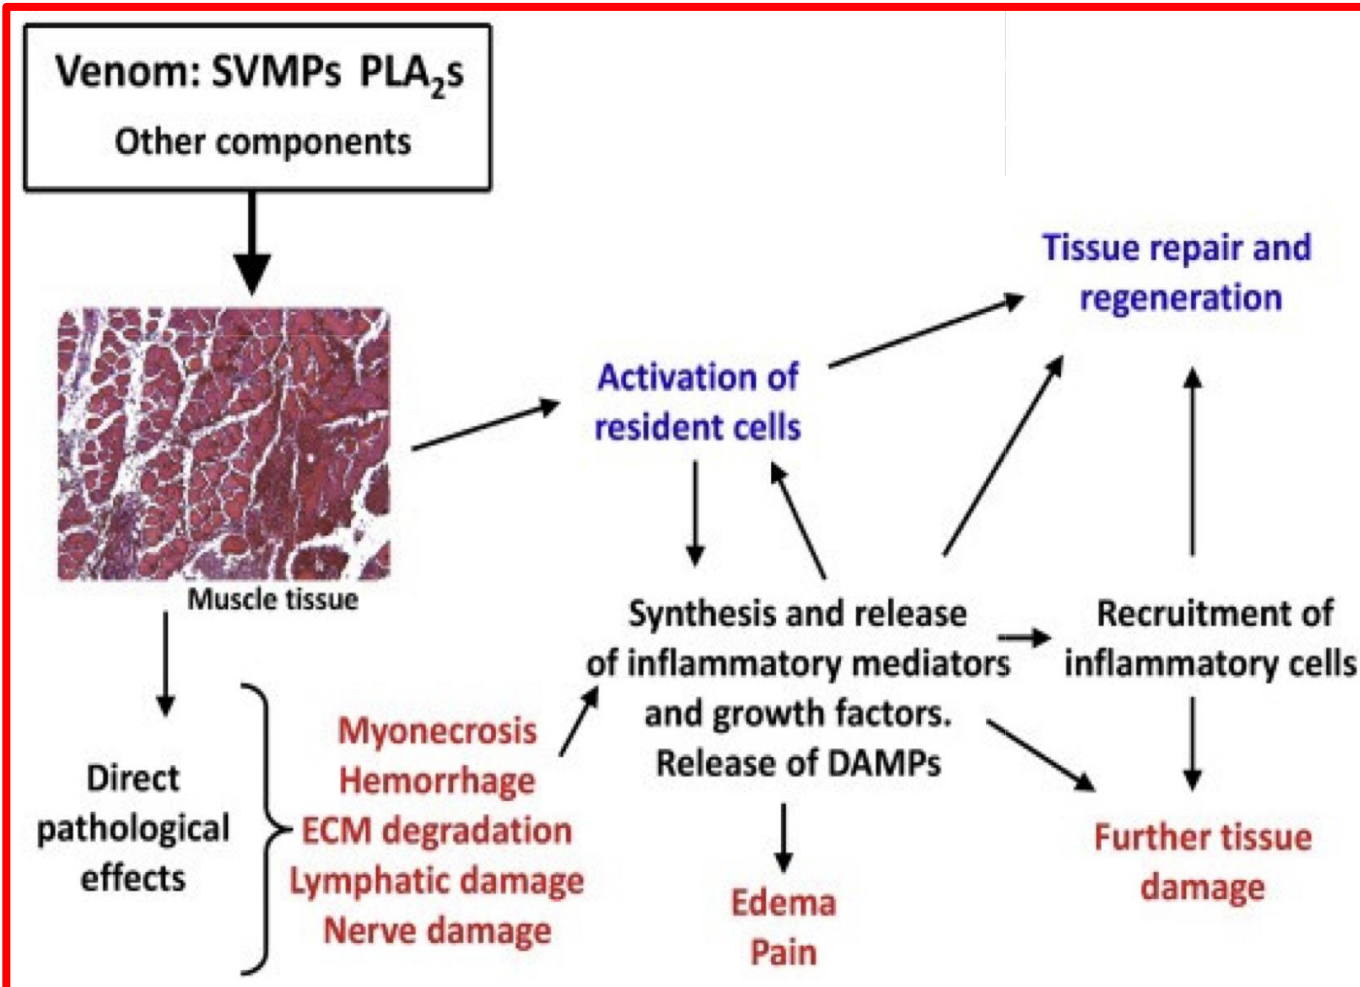 Venom: SVMPs PLA₂s
Other components
Muscle tissue
Direct
pathological
effects
Myonecrosis
Hemorrhage
ECM degradation
Lymphatic damage
Nerve damage
Activation of
resident cells
Synthesis and release
of inflammatory mediators
and growth factors.
Release of DAMPs
Edema
Pain
Tissue repair and
regeneration
Recruitment of
inflammatory cells
Further tissue
damage